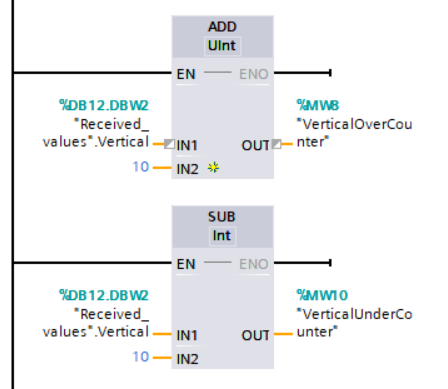 ADD
UInt
EN ENO
%DB12.DBW2
"Received_
values".Vertical
IN1
10
IN2
%MW8
"VerticalOverCou
nter"
OUT
SUB
Int
EN ENO
%DB12.DBW2
"Received_
values".Vertical
IN1
10
IN2
%MW10
"VerticalUnderCo
unter"
OUT